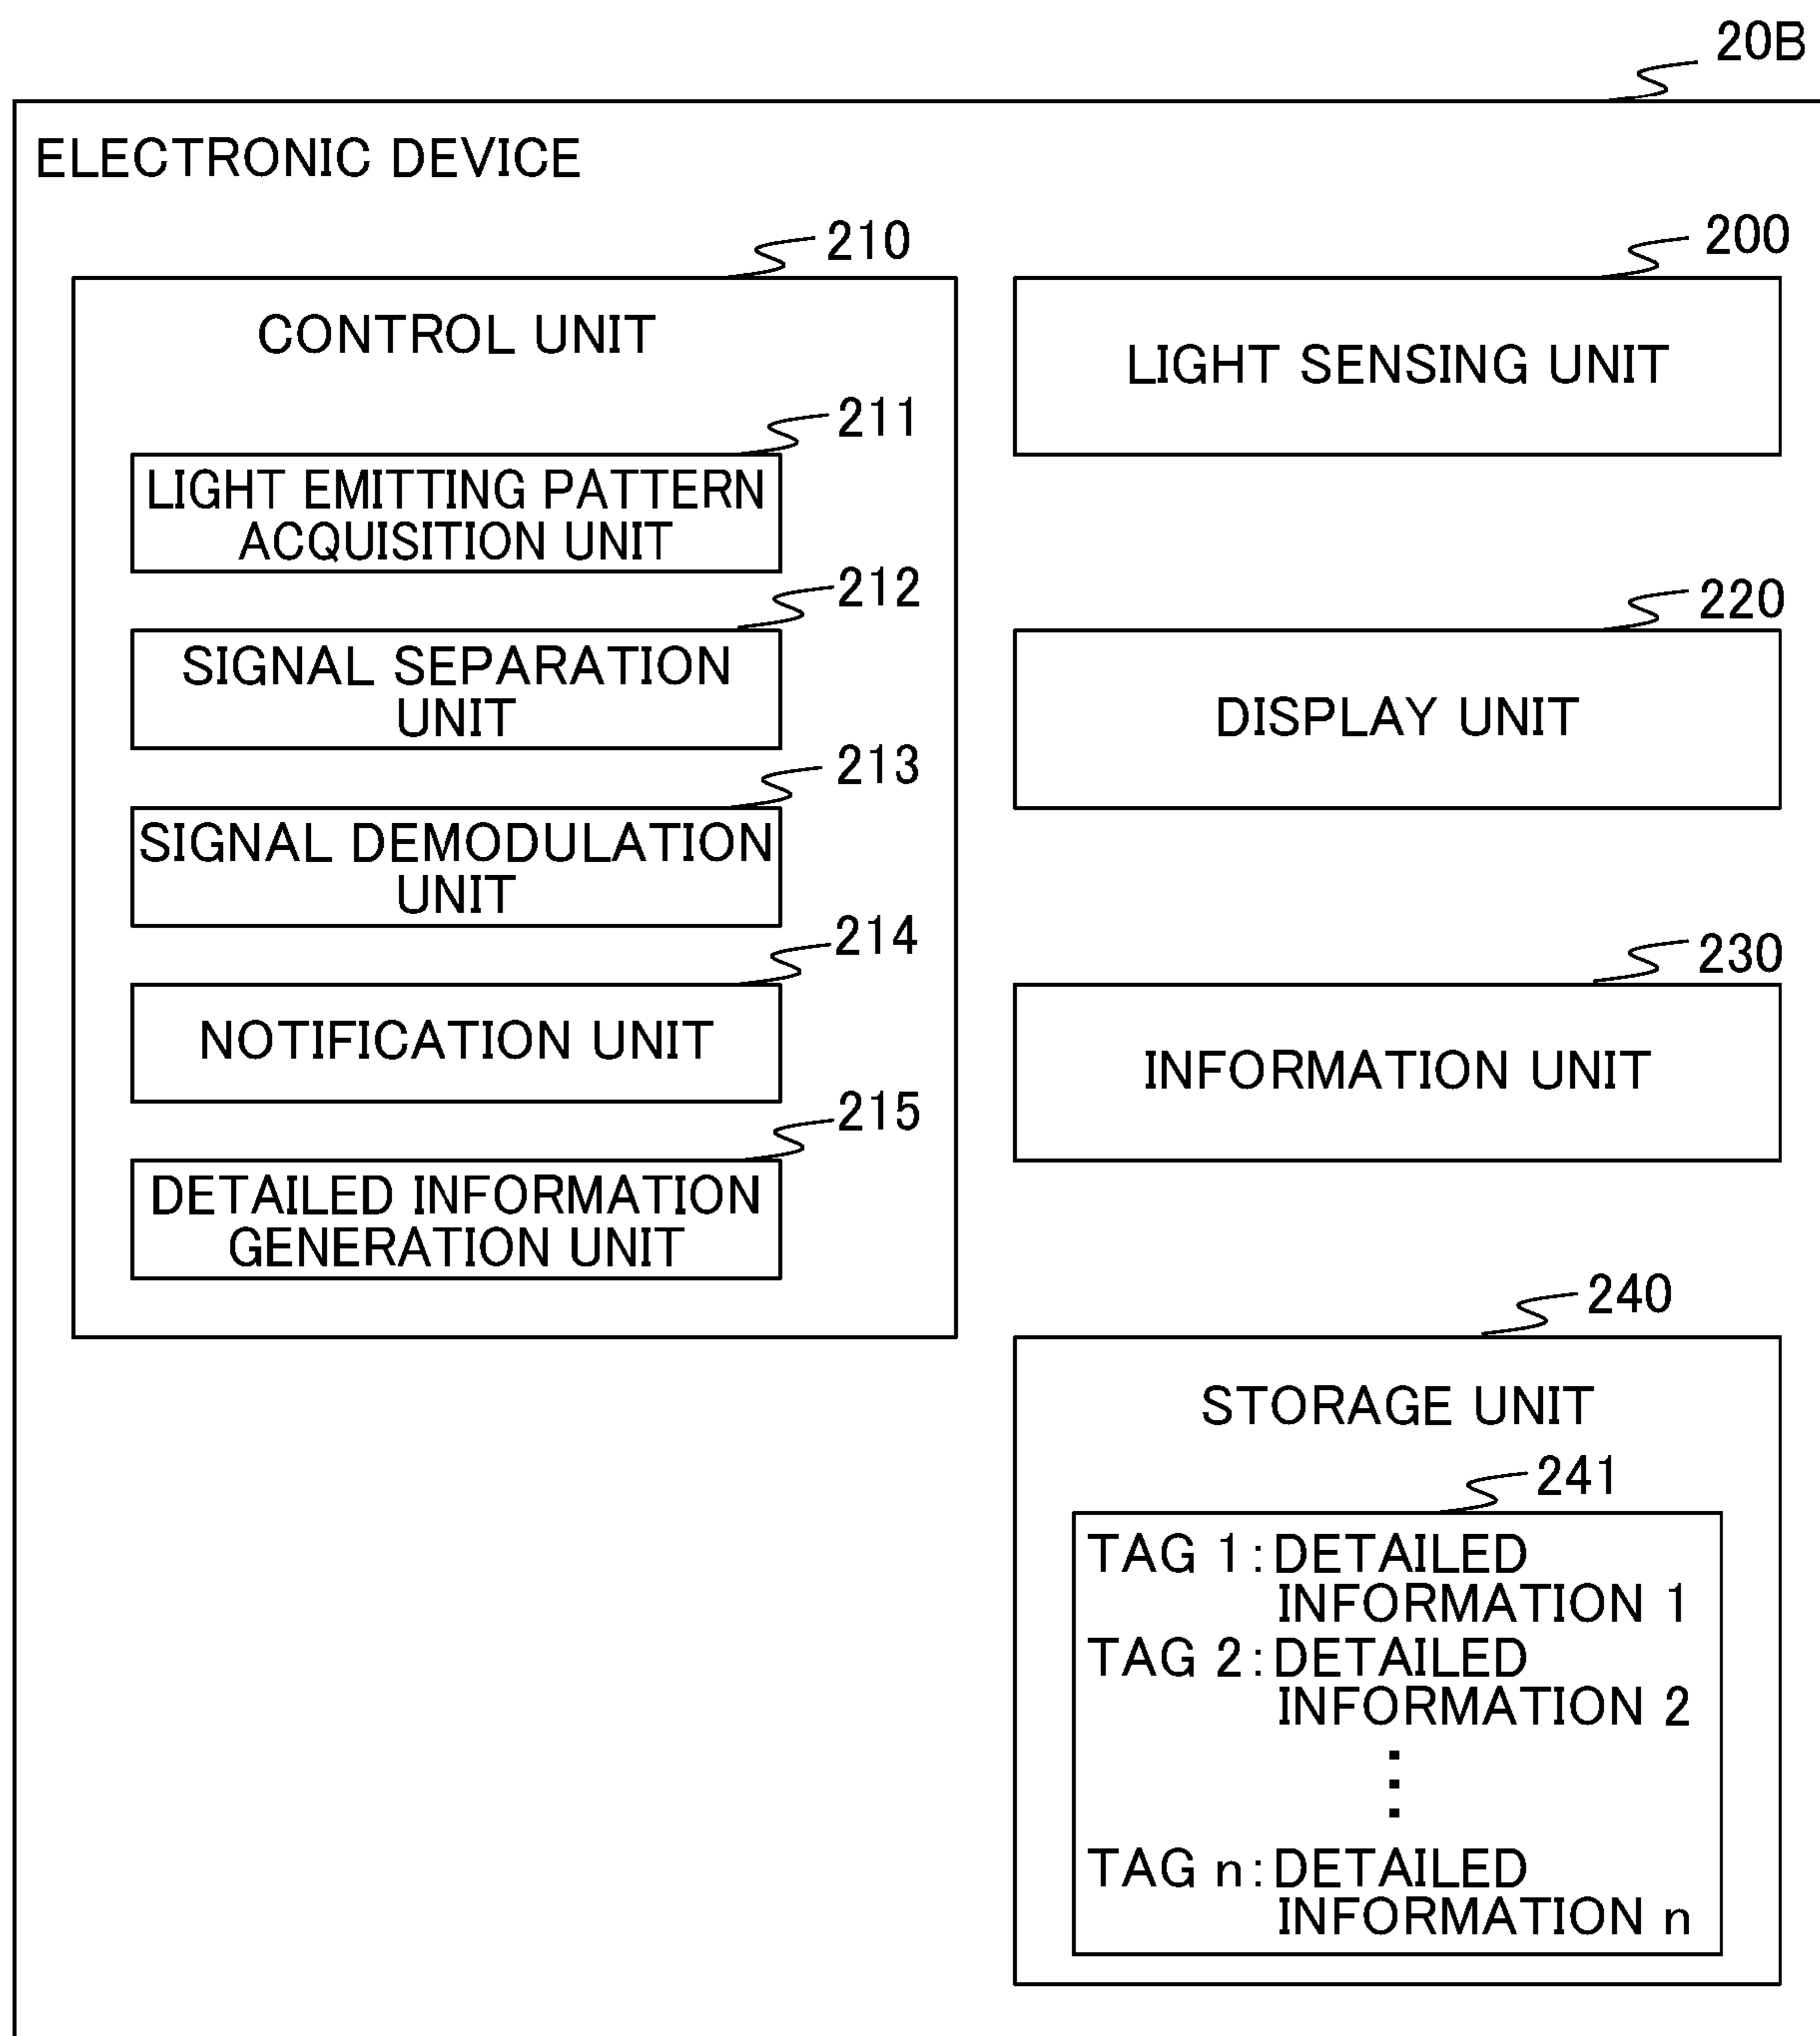 20B
ELECTRONIC DEVICE
210
CONTROL UNIT
211
LIGHT EMITTING PATTERN
ACQUISITION UNIT
212
SIGNAL SEPARATION
UNIT
213
SIGNAL DEMODULATION
UNIT
214
NOTIFICATION UNIT
215
DETAILED INFORMATION
GENERATION UNIT
200
LIGHT SENSING UNIT
220
DISPLAY UNIT
230
INFORMATION UNIT
240
STORAGE UNIT
241
TAG 1: DETAILED
INFORMATION 1
TAG 2: DETAILED
INFORMATION 2
⋮
TAG n: DETAILED
INFORMATION n